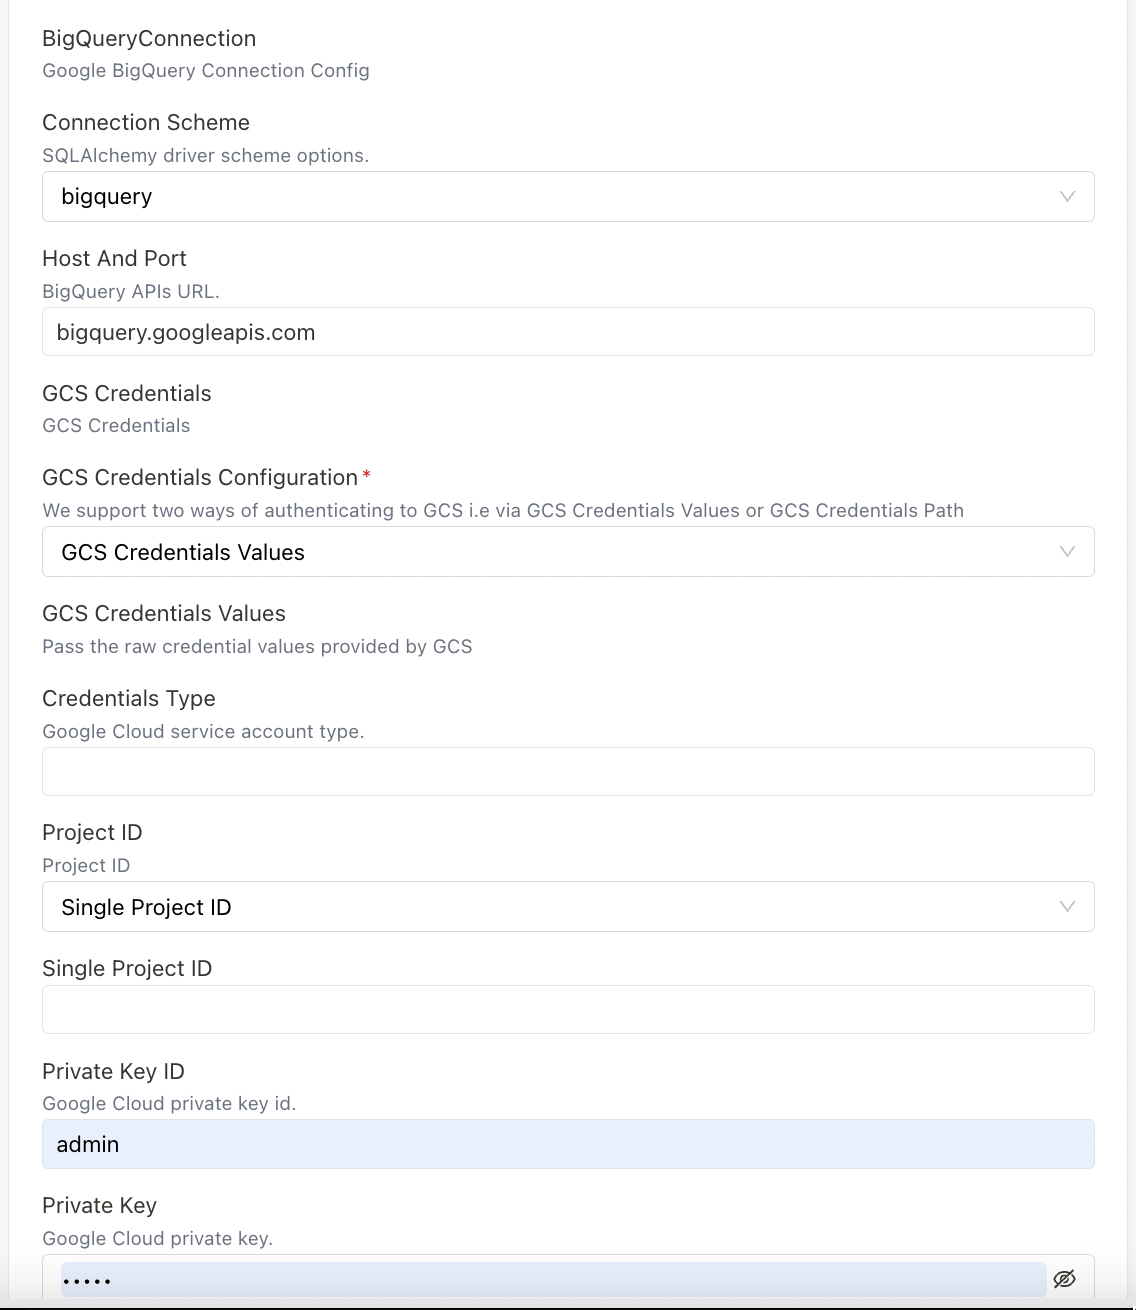 BigQueryConnection
Google BigQuery Connection Config
Connection Scheme
SQLAlchemy driver scheme options.
bigquery
Host And Port
BigQuery APIs URL.
bigquery.googleapis.com
GCS Credentials
GCS Credentials
GCS Credentials Configuration *
We support two ways of authenticating to GCS i.e via GCS Credentials Values or GCS Credentials Path
GCS Credentials Values
GCS Credentials Values
Pass the raw credential values provided by GCS
Credentials Type
Google Cloud service account type.
Project ID
Project ID
Single Project ID
Single Project ID
Private Key ID
Google Cloud private key id.
admin
Private Key
Google Cloud private key.
•••••